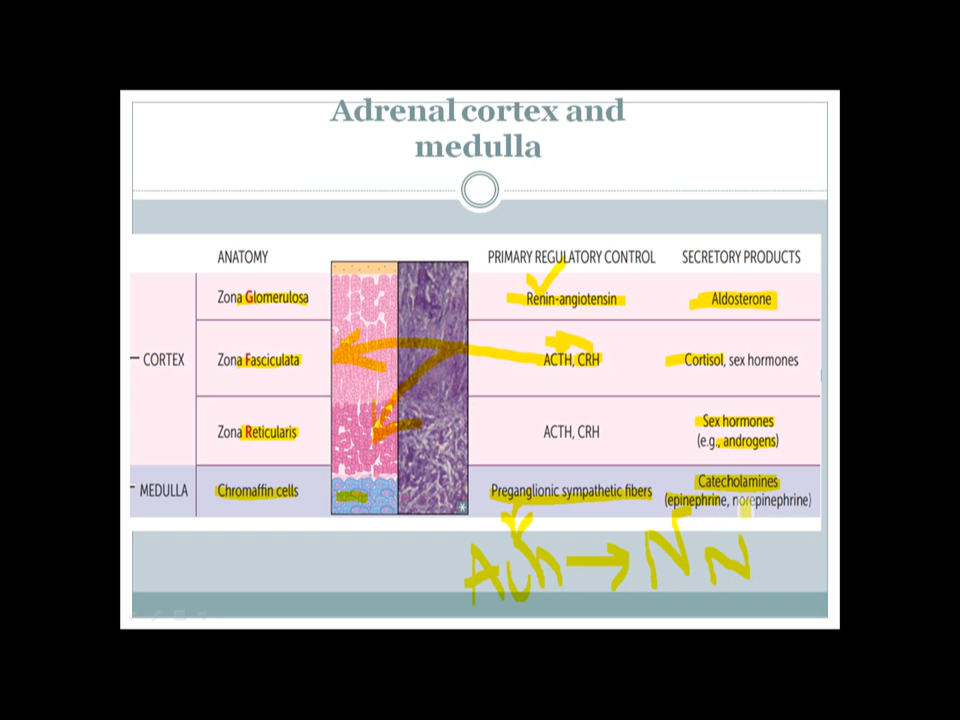 Adrenal cortex and
medulla
ANATOMY PRIMARY REGULATORY CONTROL SECRETORY PRODUCTS
Zona Glomerulosa Renin-angiotensin Aldosterone
CORTEX Zona Fasciculata ACTH, CRH Cortisol, sex hormones
Zona Reticularis ACTH, CRH Sex hormones
(e.g., androgens)
MEDULLA Chromaffin cells Preganglionic sympathetic fibers Catecholamines
(epinephrine, norepinephrine)
Ach → N N